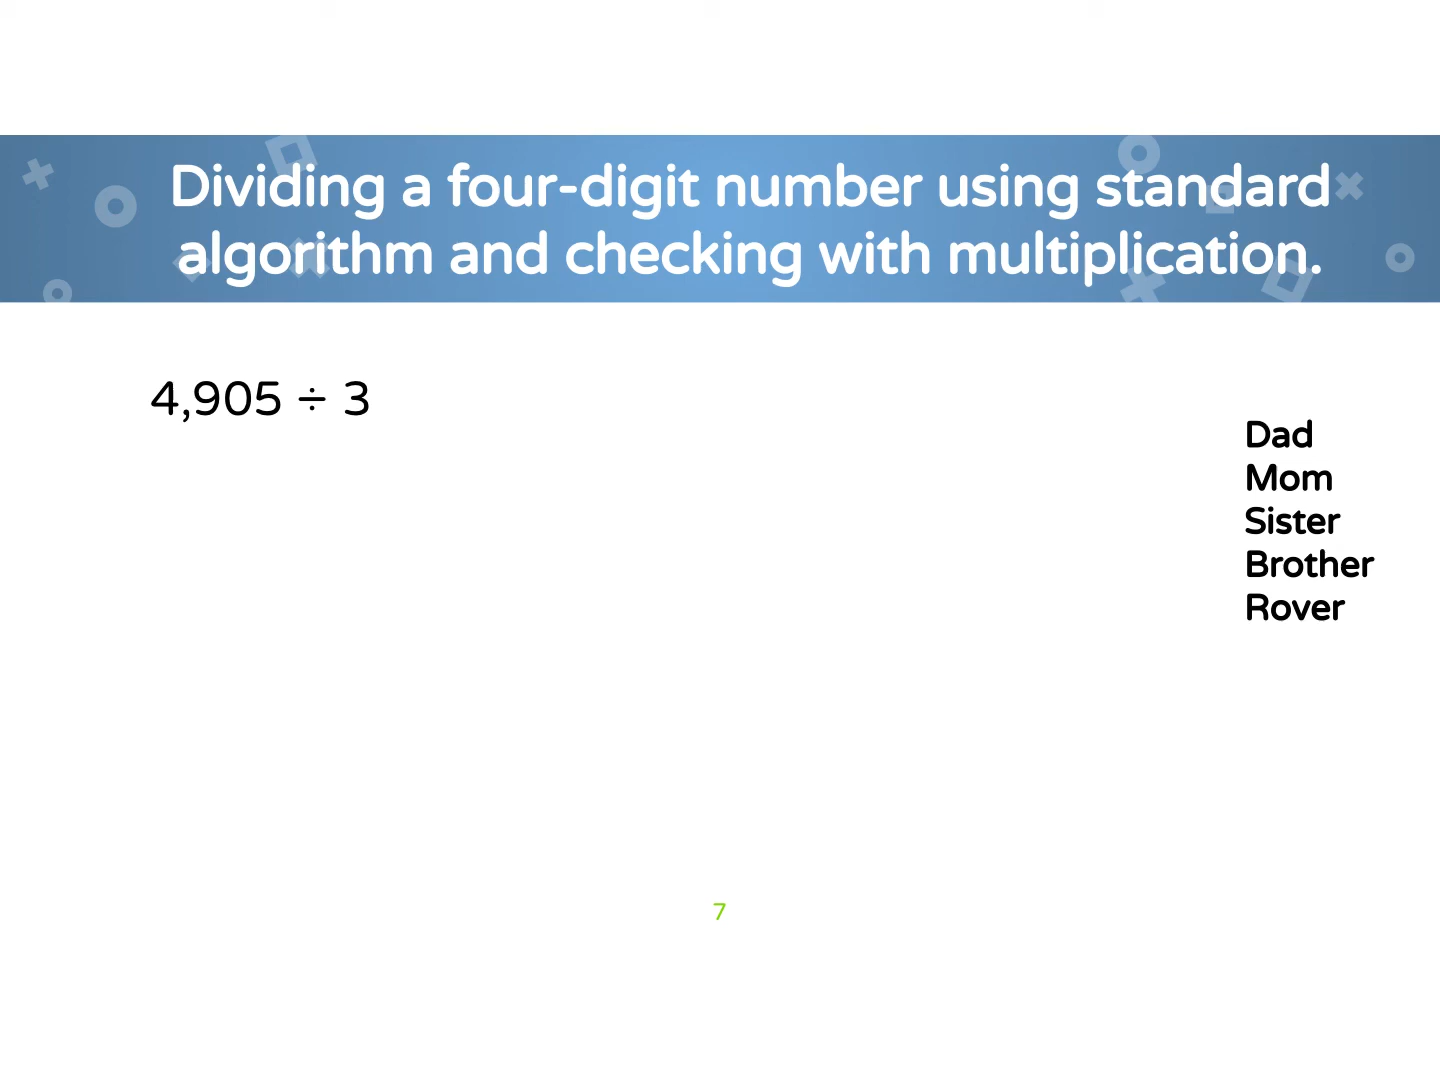 Dividing a four-digit number using standard
algorithm and checking with multiplication.
4,905 ÷ 3
Dad
Mom
Sister
Brother
Rover
7